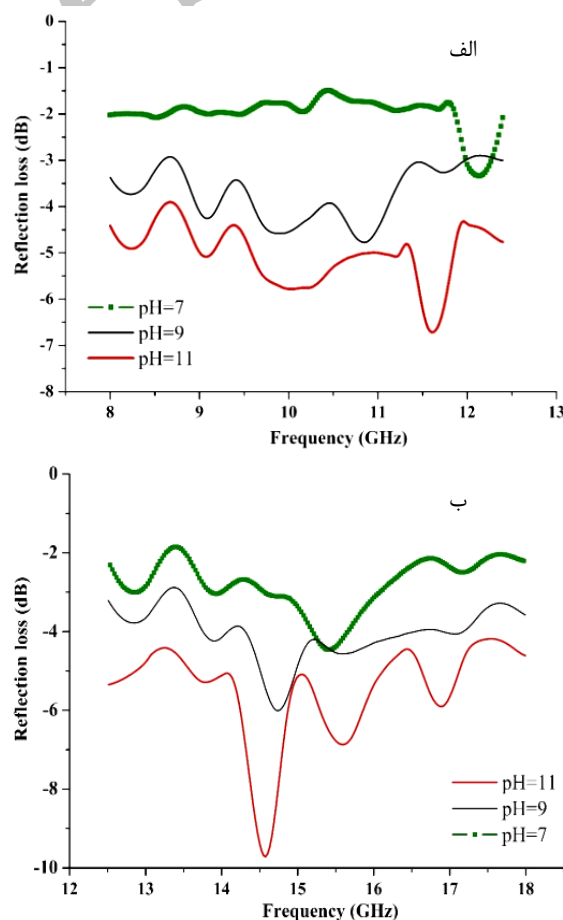 الف
0
-1
-2
-3
-4
-5
-6
-7
-8
Reflection loss (dB)
pH=7
pH=9
pH=11
8 9 10 11 12 13
Frequency (GHz)
ب
0
-2
-4
-6
-8
-10
Reflection loss (dB)
pH=11
pH=9
pH=7
12 13 14 15 16 17 18
Frequency (GHz)